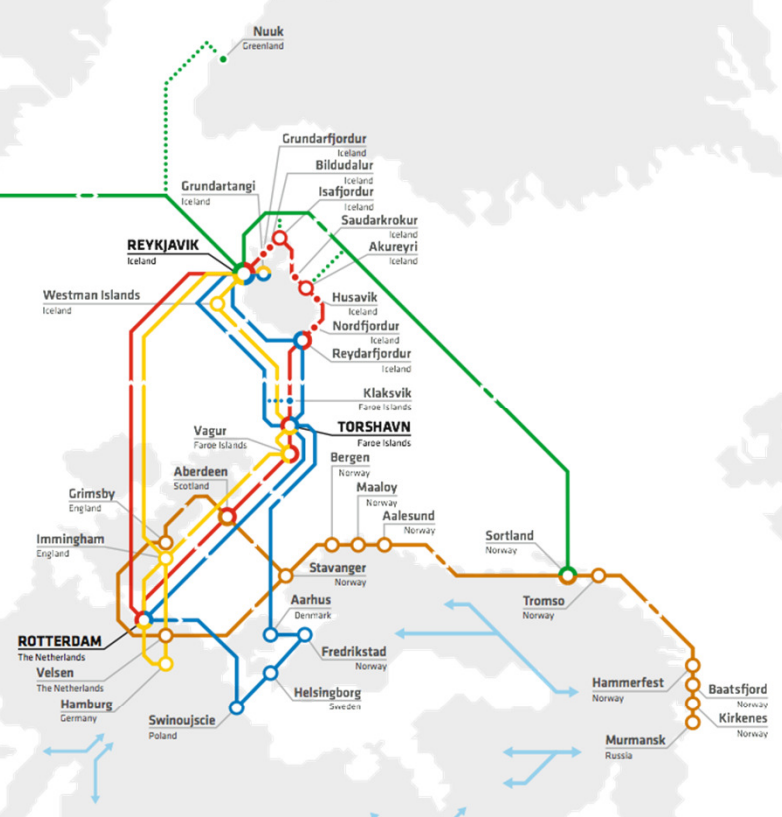 Nuuk
Greenland
Grundarfjordur
Iceland
Bildudalur
Iceland
Grundartangi
Iceland
Isafjordur
Iceland
Saudarkrokur
Iceland
REYKJAVIK
Iceland
Akureyri
Iceland
Westman Islands
Iceland
Husavik
Iceland
Nordfjordur
Iceland
Reydarfjordur
Iceland
Klaksvik
Faroe Islands
Vagur
Faroe Islands
TORSHAVN
Faroe Islands
Bergen
Norway
Aberdeen
Scotland
Maaloy
Norway
Grimsby
England
Aalesund
Norway
Immingham
England
Sortland
Norway
Stavanger
Norway
Aarhus
Denmark
Tromso
Norway
ROTTERDAM
The Netherlands
Fredrikstad
Norway
Velsen
The Netherlands
Hammerfest
Norway
Baatsfjord
Norway
Hamburg
Germany
Helsingborg
Sweden
Swinoujscie
Poland
Kirkenes
Norway
Murmansk
Russia